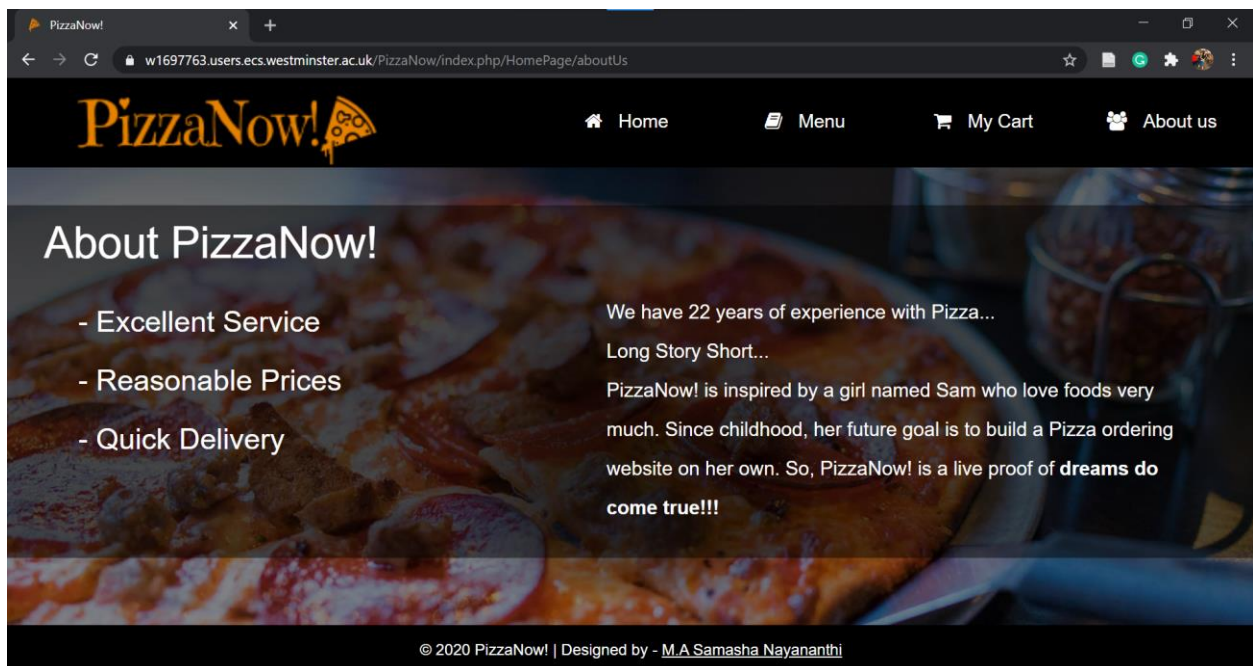 PizzaNow!
w1697763.users.ecs.westminster.ac.uk/PizzaNow/index.php/HomePage/aboutUs
PizzaNow!
Home
Menu
My Cart
About us
About PizzaNow!
- Excellent Service
- Reasonable Prices
- Quick Delivery
We have 22 years of experience with Pizza...
Long Story Short...
PizzaNow! is inspired by a girl named Sam who love foods very
much. Since childhood, her future goal is to build a Pizza ordering
website on her own. So, PizzaNow! is a live proof of dreams do
come true!!!
© 2020 PizzaNow! | Designed by - M.A Samasha Nayananthi